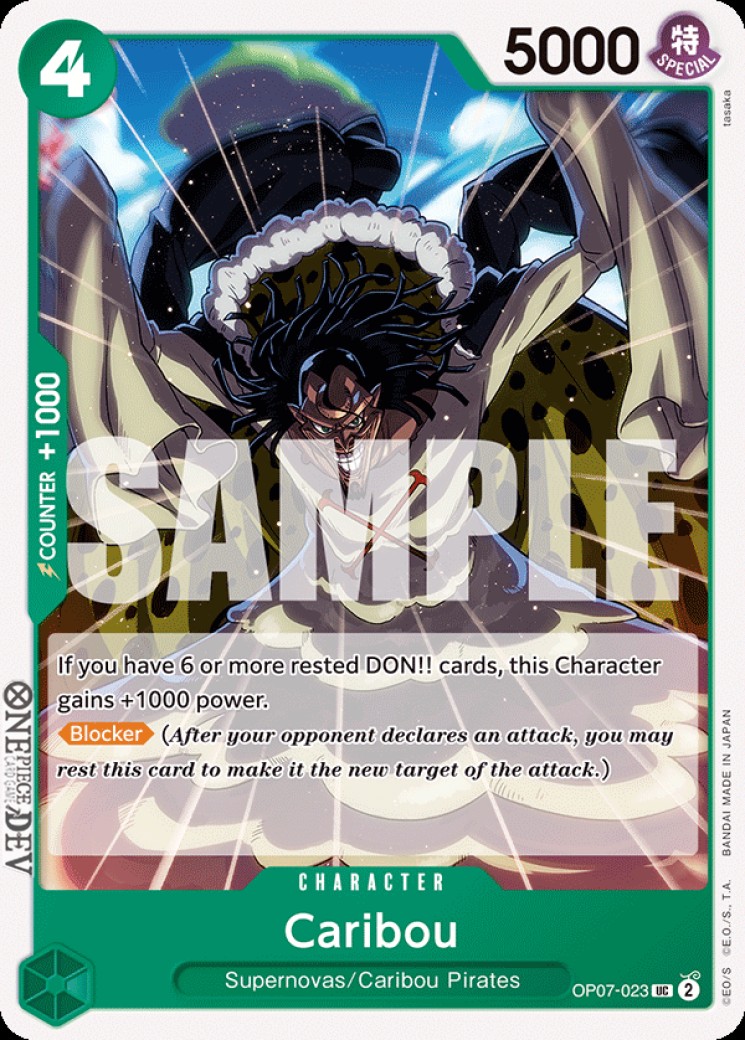 4
5000
特
SPECIAL
tasaka
COUNTER +1000
SAMPLE
If you have 6 or more rested DON!! cards, this Character
gains +1000 power.
Blocker (After your opponent declares an attack, you may
rest this card to make it the new target of the attack.)
ONE PIECE
CARD GAME
/DEV
BANDAI MADE IN JAPAN
©EO/S ©E.O./S., T.A.
CHARACTER
Caribou
Supernovas/Caribou Pirates
OP07-023 UC 2